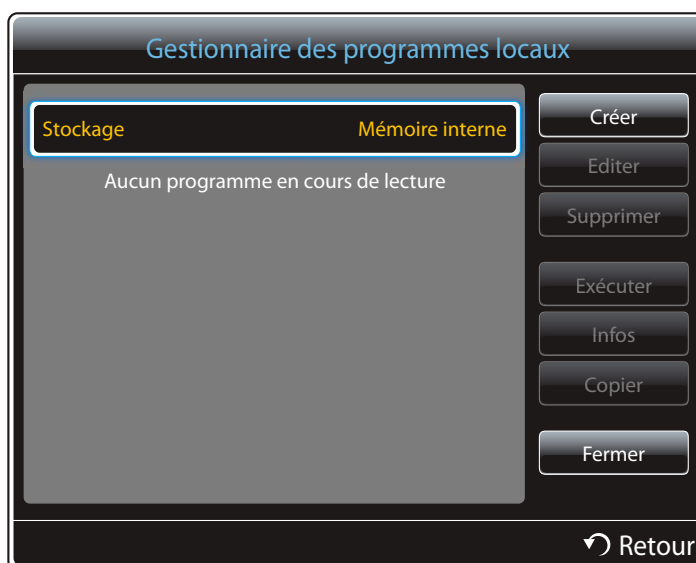 Gestionnaire des programmes locaux
Stockage Mémoire interne
Aucun programme en cours de lecture
Créer
Editer
Supprimer
Exécuter
Infos
Copier
Fermer
Retour